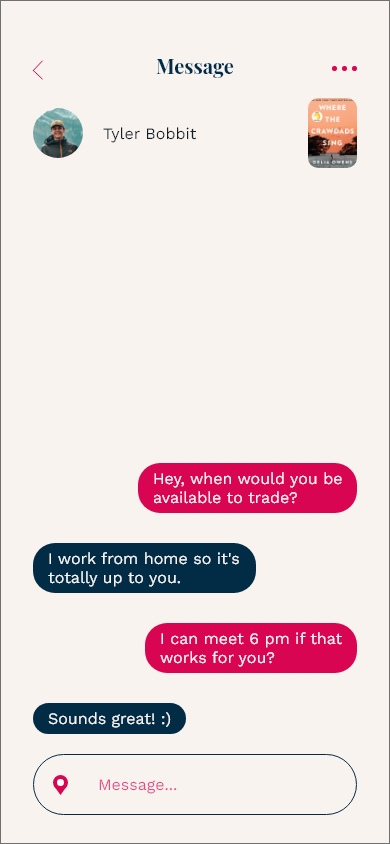 Message
Tyler Bobbit
WHERE
THE
CRAWDADS
SING
DELIA OWENS
Hey, when would you be
available to trade?
I work from home so it's
totally up to you.
I can meet 6 pm if that
works for you?
Sounds great! :)
Message...